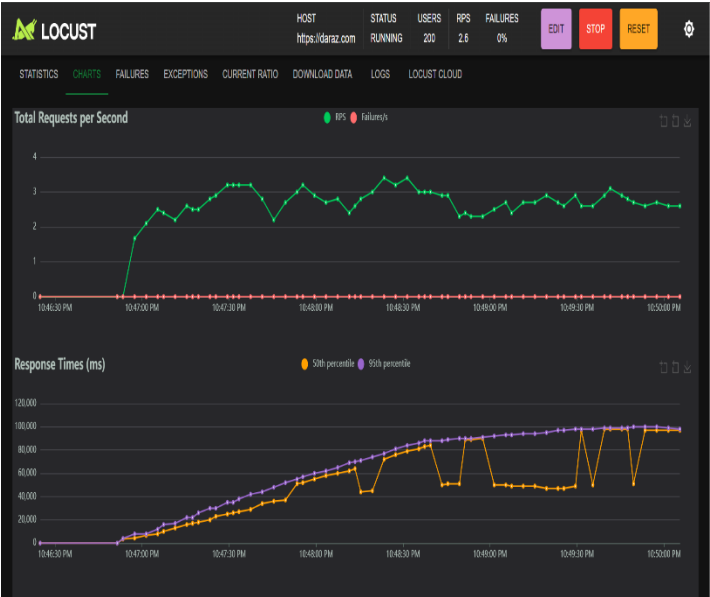 LOCUST
HOST STATUS USERS RPS FAILURES
https://daraz.com RUNNING 200 2.6 0%
EDIT STOP RESET
STATISTICS CHARTS FAILURES EXCEPTIONS CURRENT RATIO DOWNLOAD DATA LOGS LOCUST CLOUD
Total Requests per Second
RPS Failures/s
4
3
2
1
0
10:46:30 PM 10:47:00 PM 10:47:30 PM 10:48:00 PM 10:48:30 PM 10:49:00 PM 10:49:30 PM 10:50:00 PM
Response Times (ms)
50th percentile 95th percentile
120,000
100,000
80,000
60,000
40,000
20,000
0
10:46:30 PM 10:47:00 PM 10:47:30 PM 10:48:00 PM 10:48:30 PM 10:49:00 PM 10:49:30 PM 10:50:00 PM